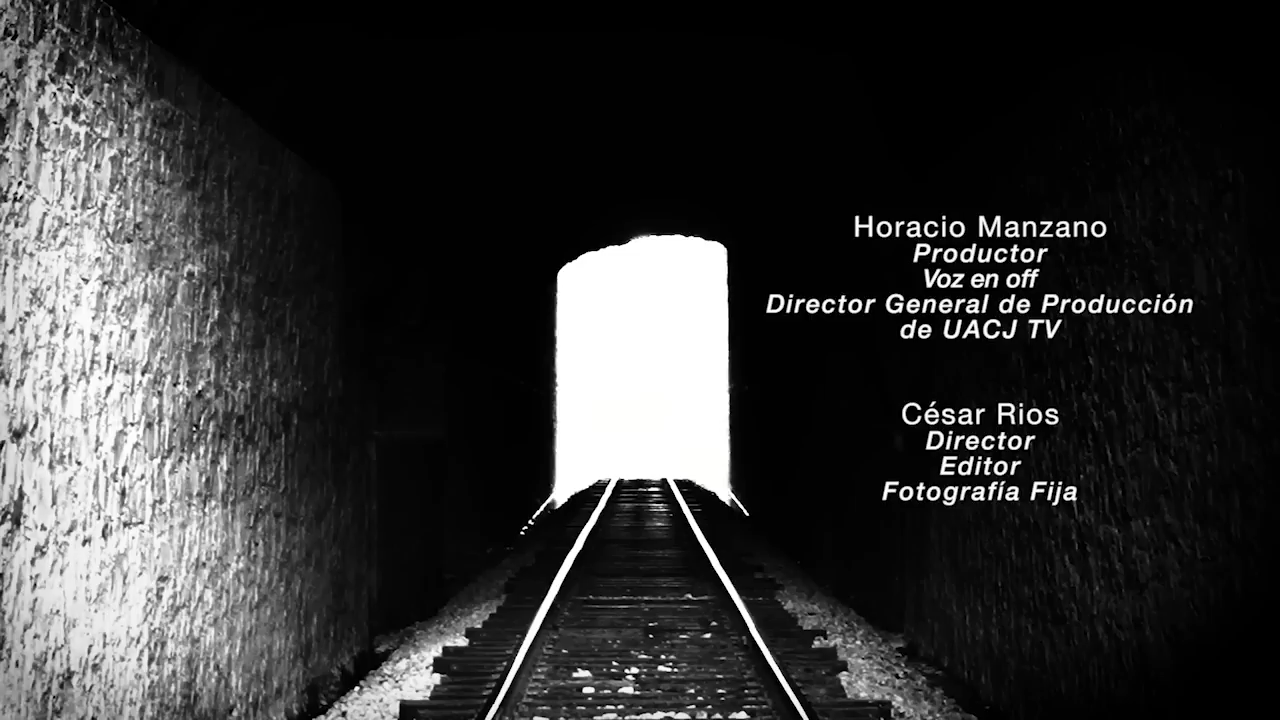 Horacio Manzano
Productor
Voz en off
Director General de Producción
de UACJ TV
César Rios
Director
Editor
Fotografía Fija